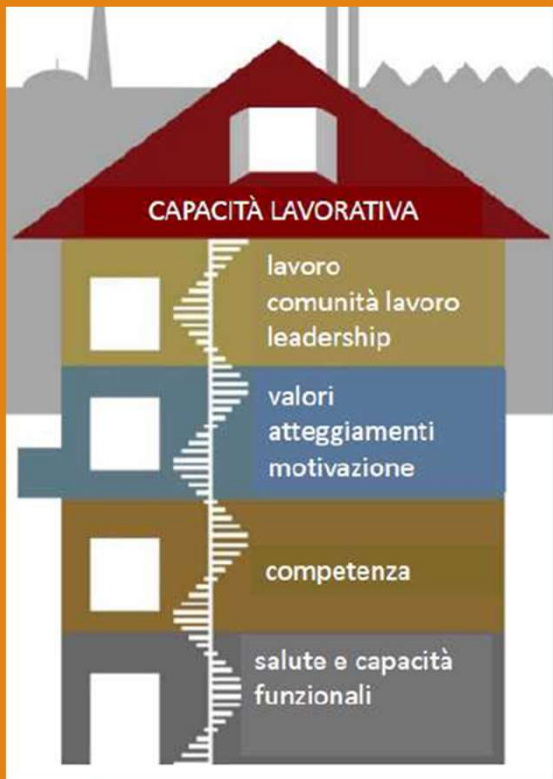 CAPACITÀ LAVORATIVA
lavoro
comunità lavoro
leadership
valori
atteggiamenti
motivazione
competenza
salute e capacità
funzionali